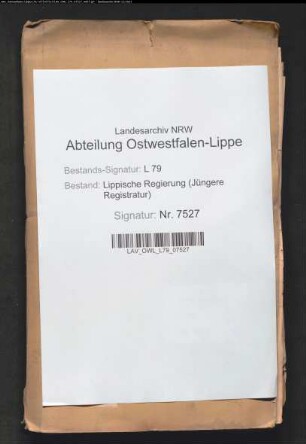 Landesarchiv NRW
Abteilung Ostwestfalen-Lippe
Bestands-Signatur: L 79
Bestand: Lippische Regierung (Jüngere
Registratur)
Signatur: Nr. 7527
LAV_OWL_L79_07527